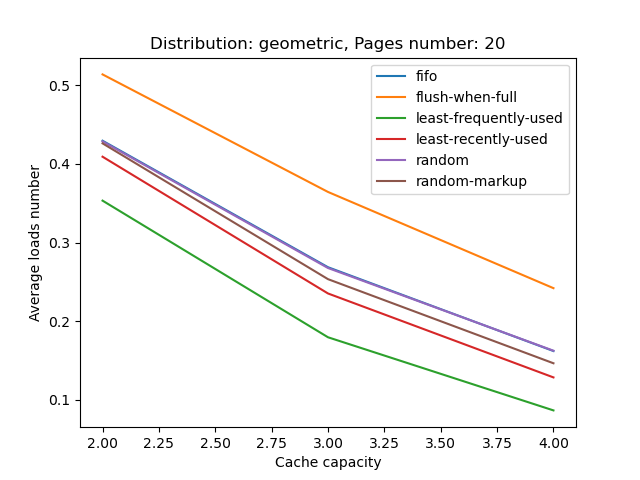 Distribution: geometric, Pages number: 20
fifo
flush-when-full
least-frequently-used
least-recently-used
random
random-markup
Average loads number
0.5
0.4
0.3
0.2
0.1
2.00 2.25 2.50 2.75 3.00 3.25 3.50 3.75 4.00
Cache capacity